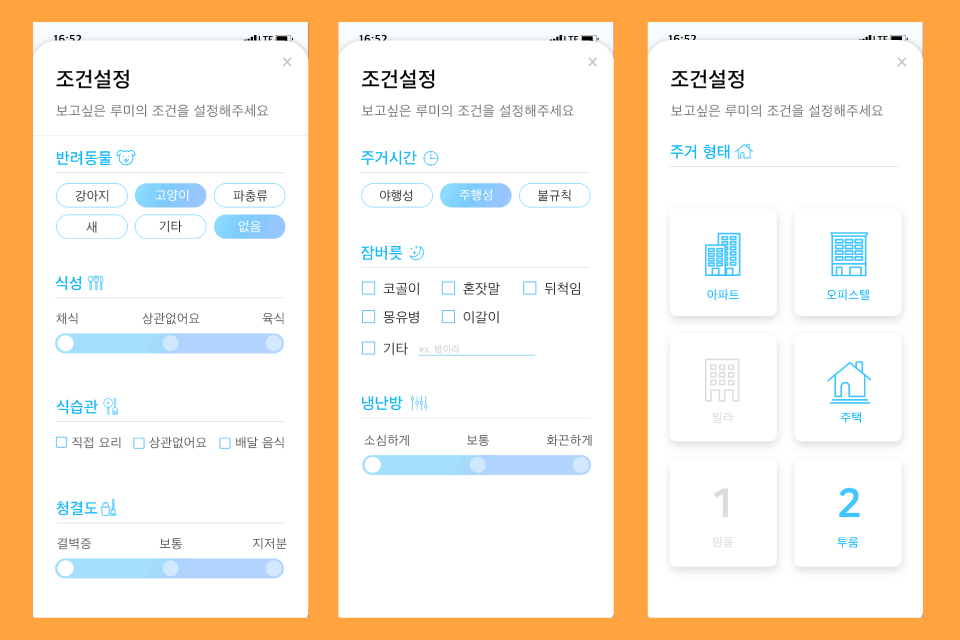 16:52 LTE
조건설정
보고싶은 루미의 조건을 설정해주세요
반려동물
강아지 고양이 파충류
새 기타 없음
식성
채식 상관없어요 육식
식습관
직접 요리 상관없어요 배달 음식
청결도
결벽증 보통 지저분
16:52 LTE
조건설정
보고싶은 루미의 조건을 설정해주세요
주거시간
야행성 주행성 불규칙
잠버릇
코골이 혼잣말 뒤척임
몽유병 이갈이
기타 ex. 병아리
냉난방
소심하게 보통 화끈하게
16:52 LTE
조건설정
보고싶은 루미의 조건을 설정해주세요
주거 형태
아파트 오피스텔
빌라 주택
1 2
원룸 투룸